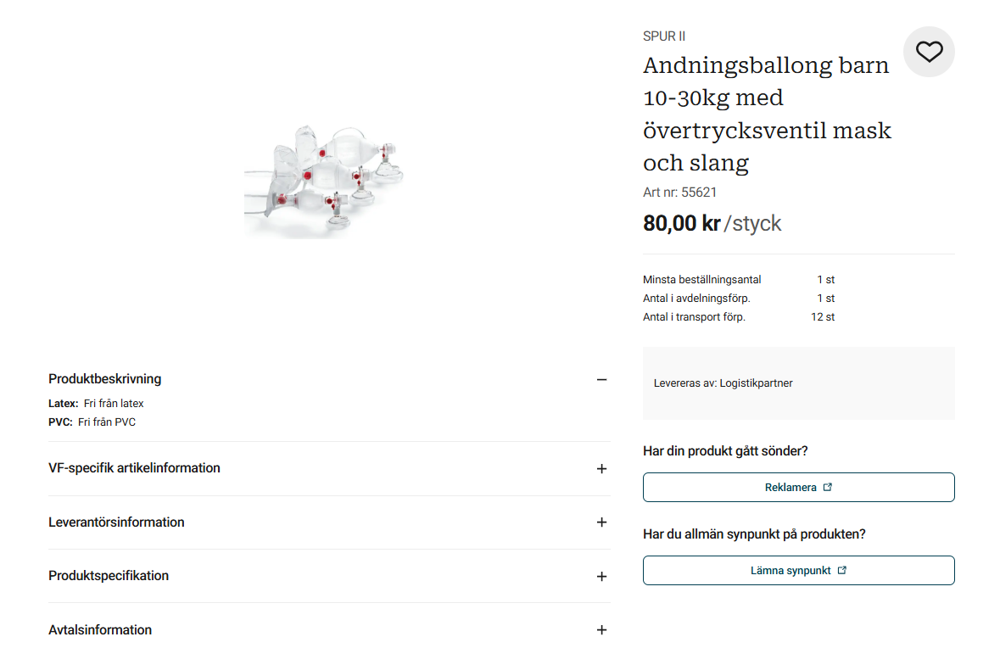 SPUR II
Andningsballong barn
10-30kg med
övertrycksventil mask
och slang
Art nr: 55621
80,00 kr/styck
Minsta beställningsantal 1 st
Antal i avdelningsförp. 1 st
Antal i transport förp. 12 st
Levereras av: Logistikpartner
Har din produkt gått sönder?
Reklamera
Har du allmän synpunkt på produkten?
Lämna synpunkt
Produktbeskrivning
Latex: Fri från latex
PVC: Fri från PVC
VF-specifik artikelinformation
Leverantörsinformation
Produktspecifikation
Avtalsinformation